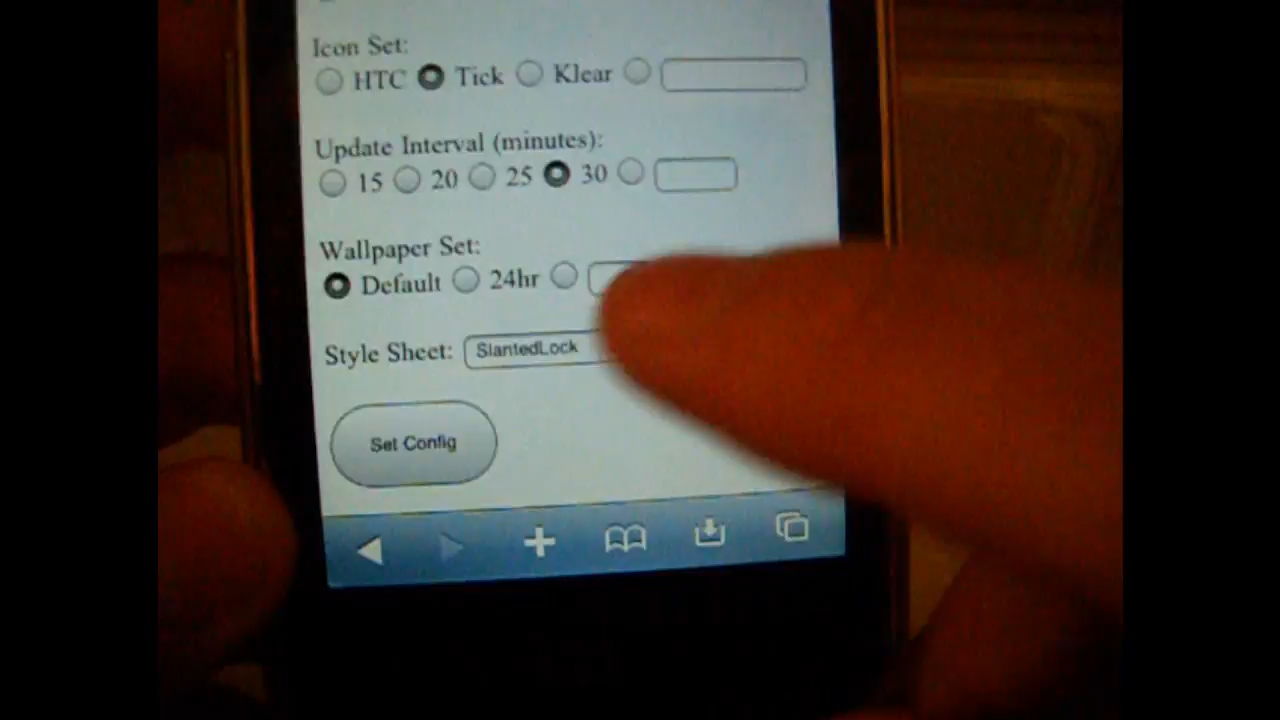 Icon Set:
HTC Tick Klear
Update Interval (minutes):
15 20 25 30
Wallpaper Set:
Default 24hr
Style Sheet: SlantedLock
Set Config